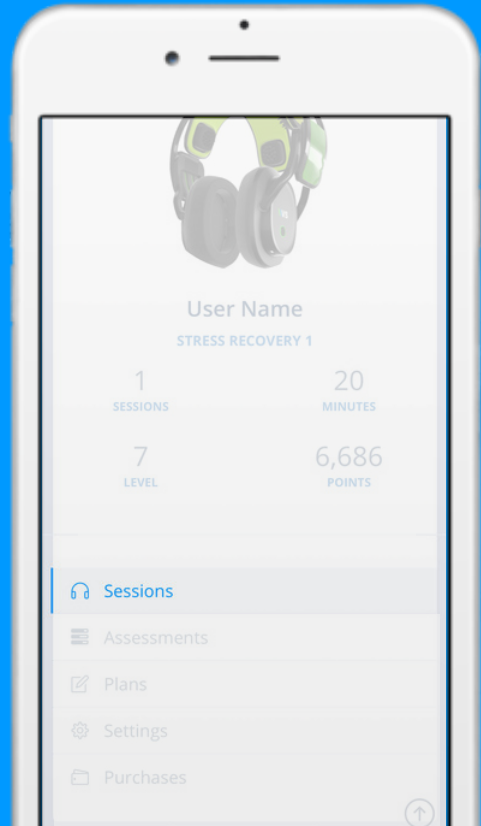 User Name
STRESS RECOVERY 1
1 20
SESSIONS MINUTES
7 6,686
LEVEL POINTS
Sessions
Assessments
Plans
Settings
Purchases